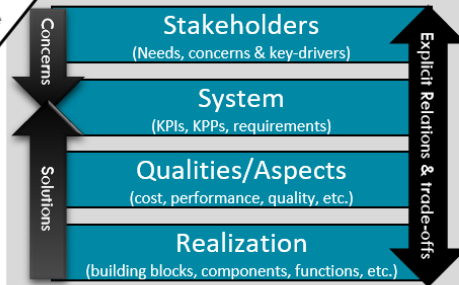 Concerns
Solutions
Stakeholders
(Needs, concerns & key-drivers)
System
(KPIs, KPPs, requirements)
Qualities/Aspects
(cost, performance, quality, etc.)
Realization
(building blocks, components, functions, etc.)
Explicit Relations & trade-offs